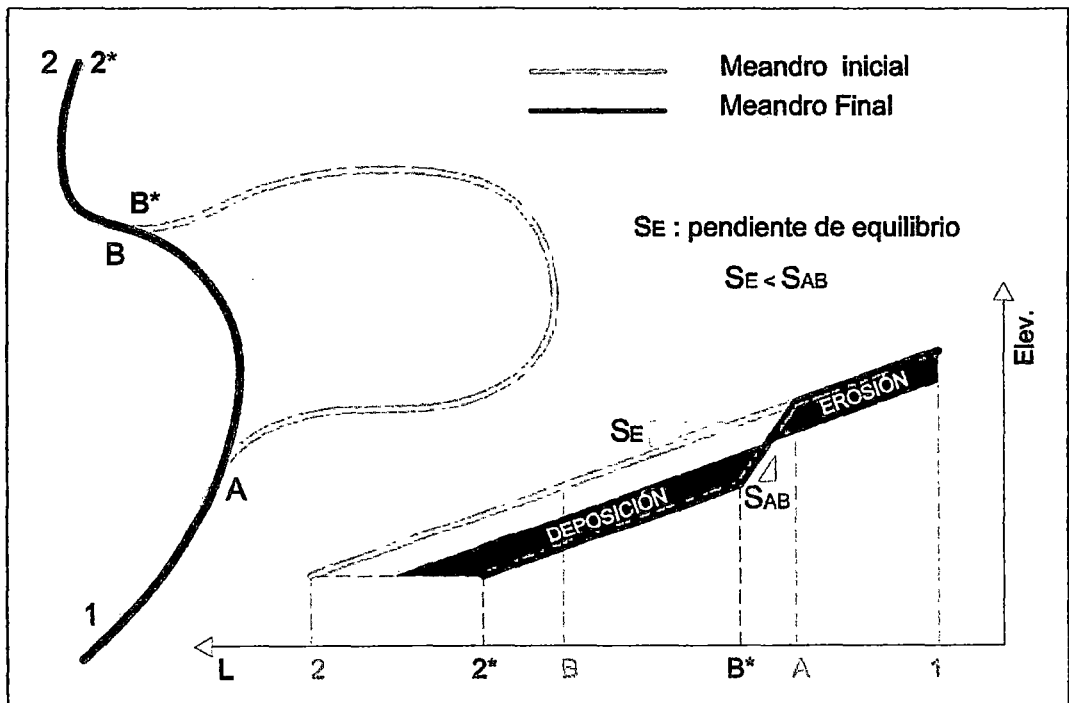 2 2*
Meandro inicial
Meandro Final
B*
B
SE : pendiente de equilibrio
SE < SAB
Elev.
EROSIÓN
SE
A
SAB
DEPOSICIÓN
1
L 2 2* B B* A 1